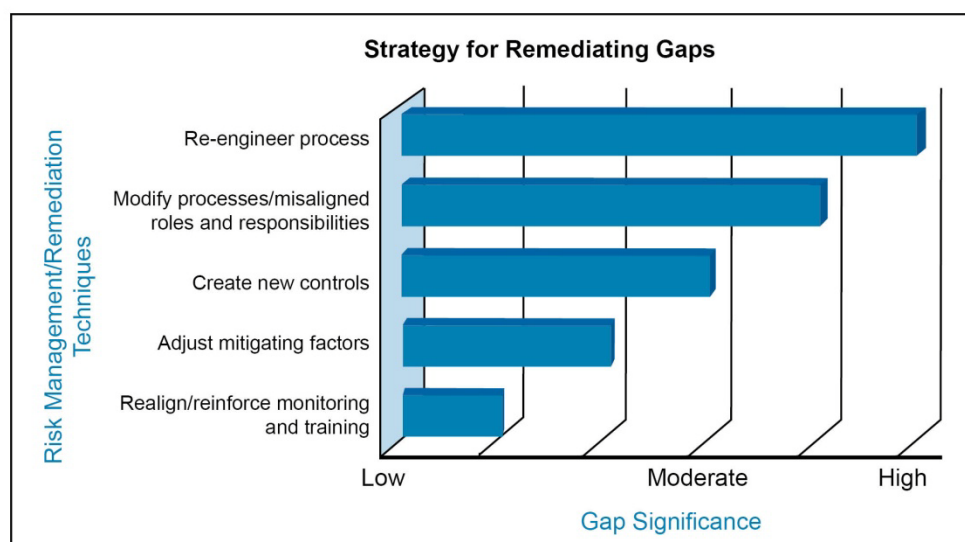 Strategy for Remediating Gaps
Risk Management/Remediation
Techniques
Re-engineer process
Modify processes/misaligned
roles and responsibilities
Create new controls
Adjust mitigating factors
Realign/reinforce monitoring
and training
Low
Moderate
High
Gap Significance